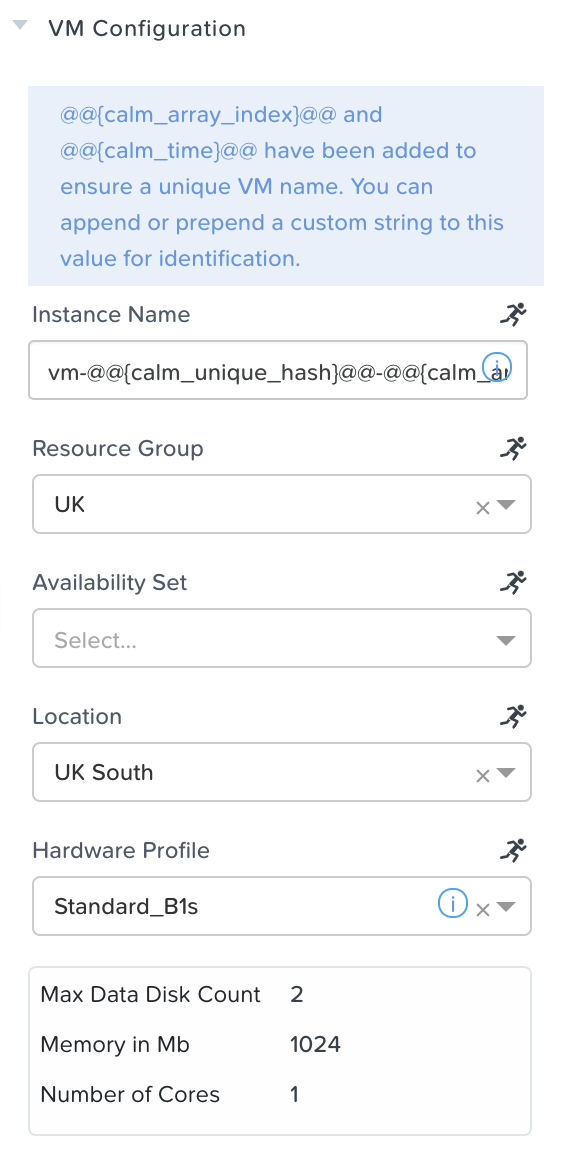 VM Configuration
@@{calm_array_index}@@ and
@@{calm_time}@@ have been added to
ensure a unique VM name. You can
append or prepend a custom string to this
value for identification.
Instance Name
vm-@@{calm_unique_hash}@@-@@{calm_ar
Resource Group
UK
Availability Set
Select...
Location
UK South
Hardware Profile
Standard_B1s
Max Data Disk Count 2
Memory in Mb 1024
Number of Cores 1